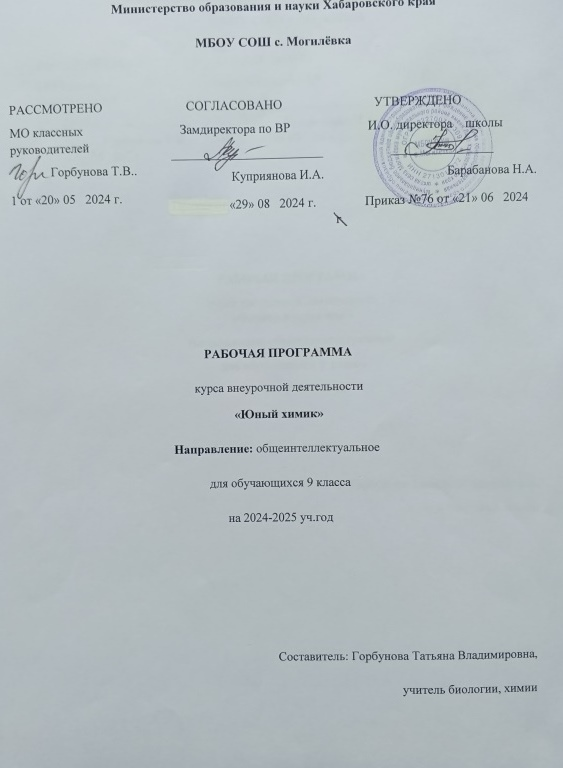 Министерство образования и науки Хабаровского края
МБОУ СОШ с. Могилёвка
РАССМОТРЕНО
МО классных
руководителей
Горбунова Т.В..
1 от «20» 05 2024 г.
СОГЛАСОВАНО
Замдиректора по ВР
Куприянова И.А.
«29» 08 2024 г.
УТВЕРЖДЕНО
И.О. директора школы
Барабанова Н.А.
Приказ №76 от «21» 06 2024
РАБОЧАЯ ПРОГРАММА
курса внеурочной деятельности
«Юный химик»
Направление: общеинтеллектуальное
для обучающихся 9 класса
на 2024-2025 уч.год
Составитель: Горбунова Татьяна Владимировна,
учитель биологии, химии